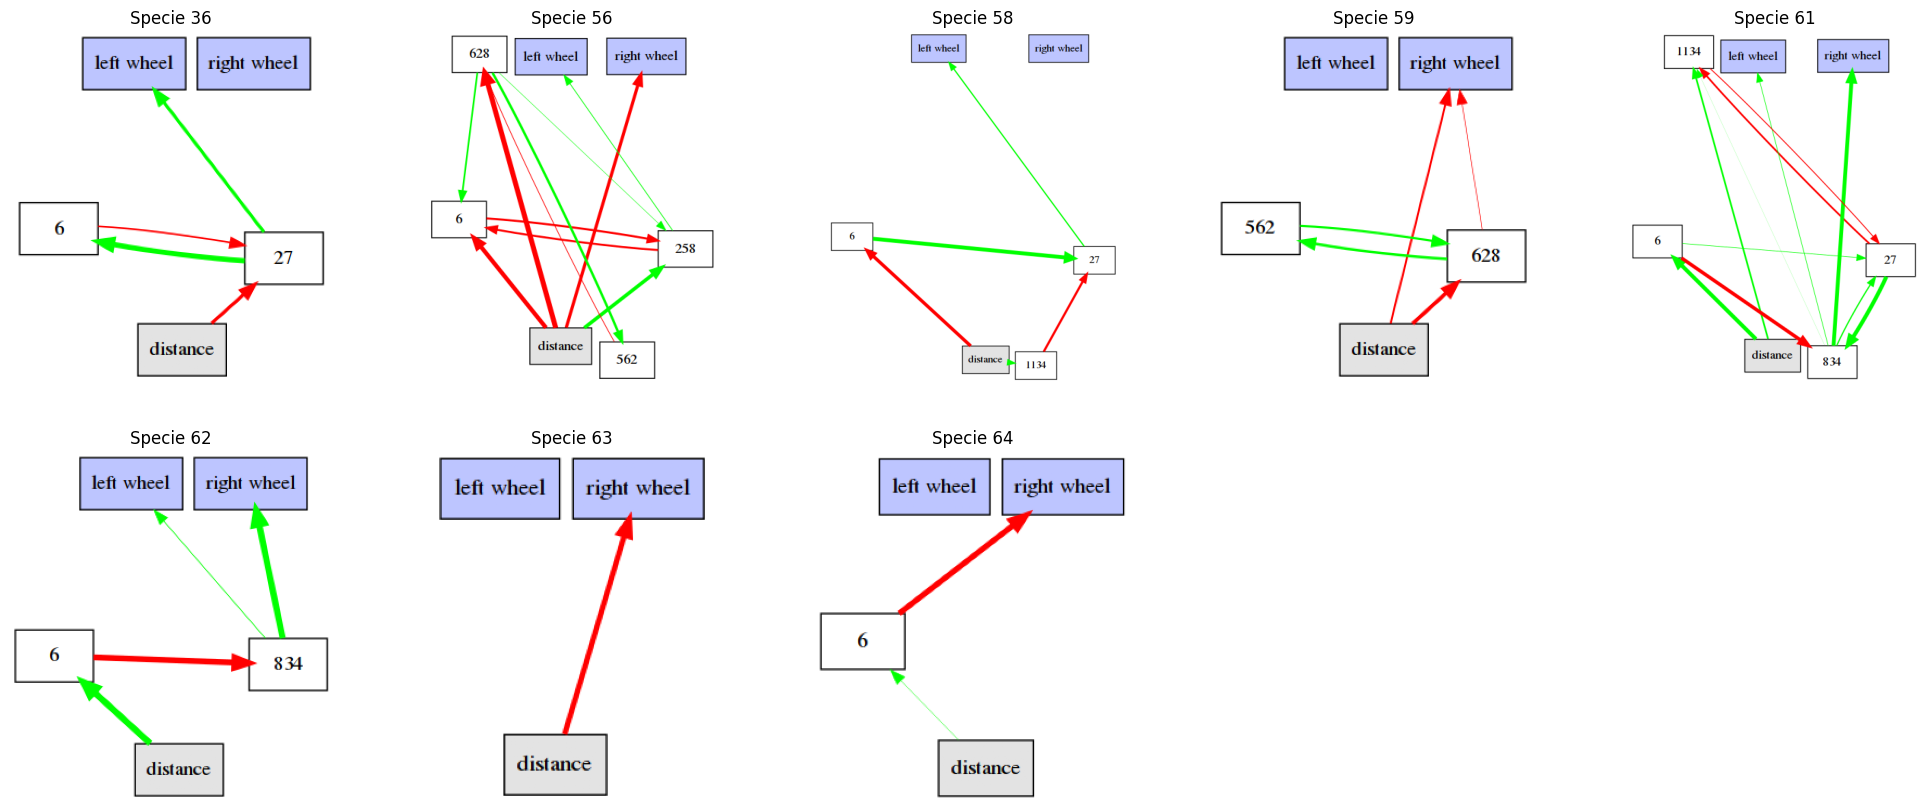 Specie 36
left wheel right wheel
6
27
distance
Specie 56
628 left wheel right wheel
6
258
distance
562
Specie 58
left wheel right wheel
6
27
distance 1134
Specie 59
left wheel right wheel
562
628
distance
Specie 61
1134 left wheel right wheel
6
27
distance 834
Specie 62
left wheel right wheel
6
834
distance
Specie 63
left wheel right wheel
distance
Specie 64
left wheel right wheel
6
distance